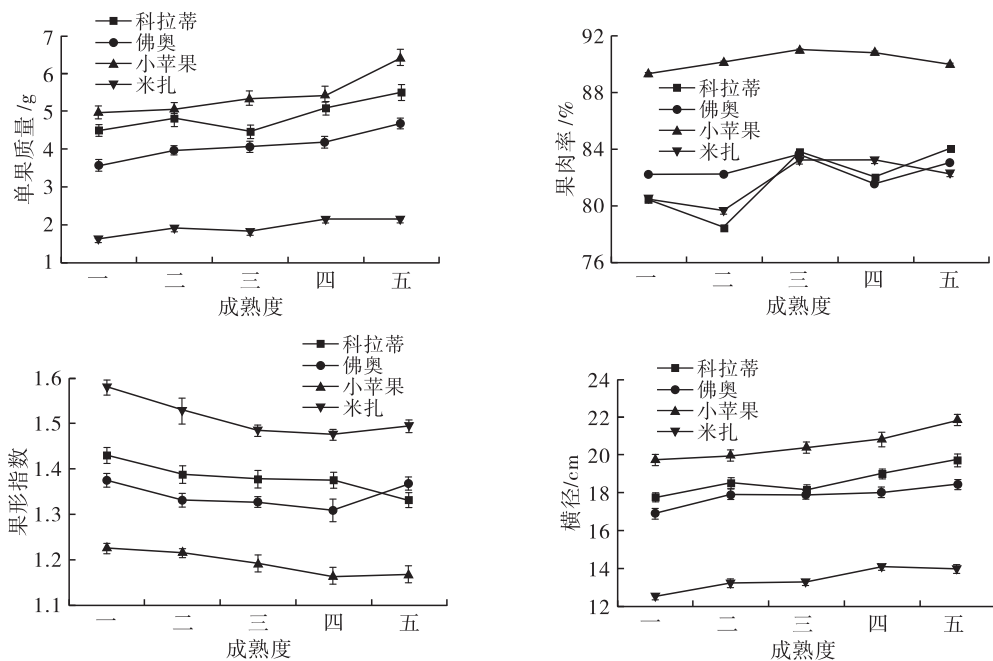 科拉蒂
佛奥
小苹果
米扎
单果质量/g
7
6
5
4
3
2
1
一 二 三 四 五
成熟度
科拉蒂
佛奥
小苹果
米扎
果肉率/%
92
88
84
80
76
一 二 三 四 五
成熟度
科拉蒂
佛奥
小苹果
米扎
果形指数
1.6
1.5
1.4
1.3
1.2
1.1
一 二 三 四 五
成熟度
科拉蒂
佛奥
小苹果
米扎
横径/cm
24
22
20
18
16
14
12
一 二 三 四 五
成熟度